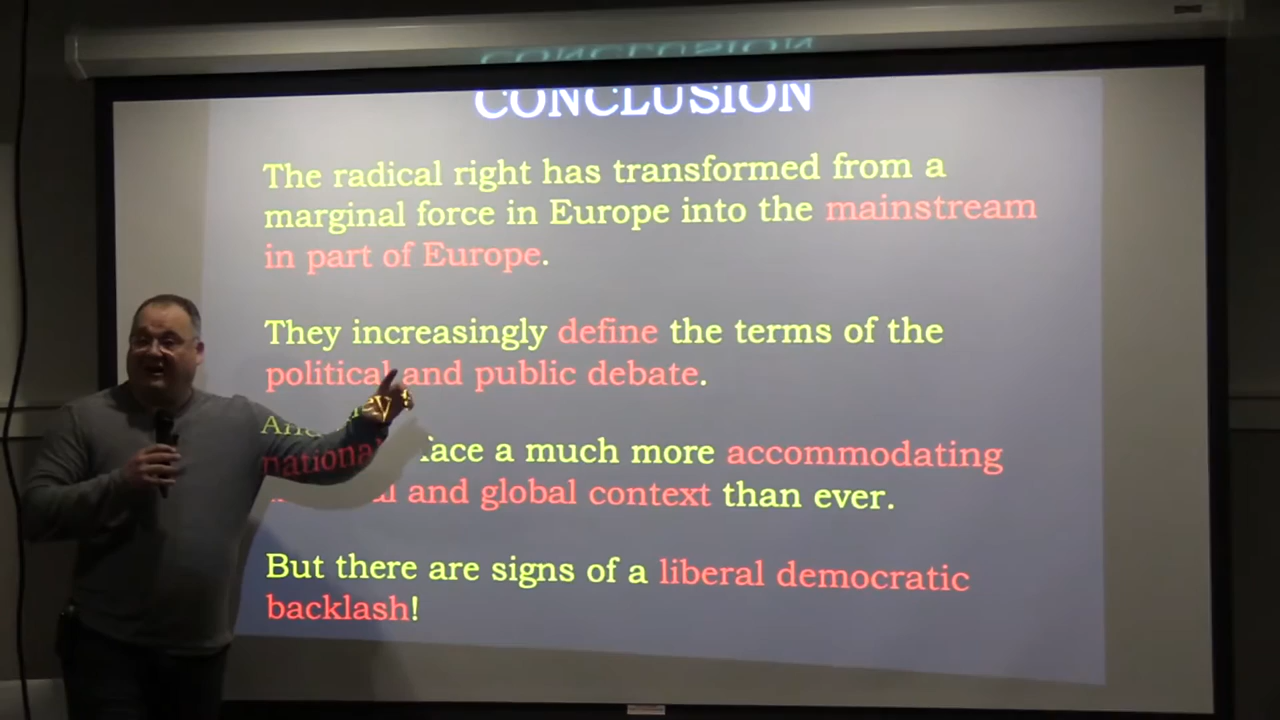 CONCLUSION
The radical right has transformed from a
marginal force in Europe into the mainstream
in part of Europe.
They increasingly define the terms of the
political and public debate.
face a much more accommodating
national
and global context than ever.
But there are signs of a liberal democratic
backlash!